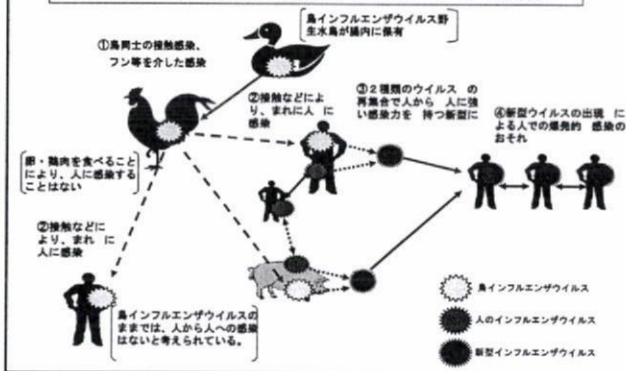 鳥インフルエンザウイルス野
生水鳥が腸内に保有
①鳥同士の接触感染、
フン等を介した感染
②接触などによ
り、まれに人 に
感染
③２種類のウイルス の
再集合で人から 人に強
い感染力を 持つ新型に
④新型ウイルスの出現 に
よる人での爆発的 感染の
おそれ
卵・鶏肉を食べること
により、人に感染する
ことはない
②接触などに
より、まれ に
人に感染
鳥インフルエンザウイルスの
ままでは、人から人への感染
はないと考えられている。
鳥インフルエンザウイルス
人のインフルエンザウイルス
新型インフルエンザウイルス